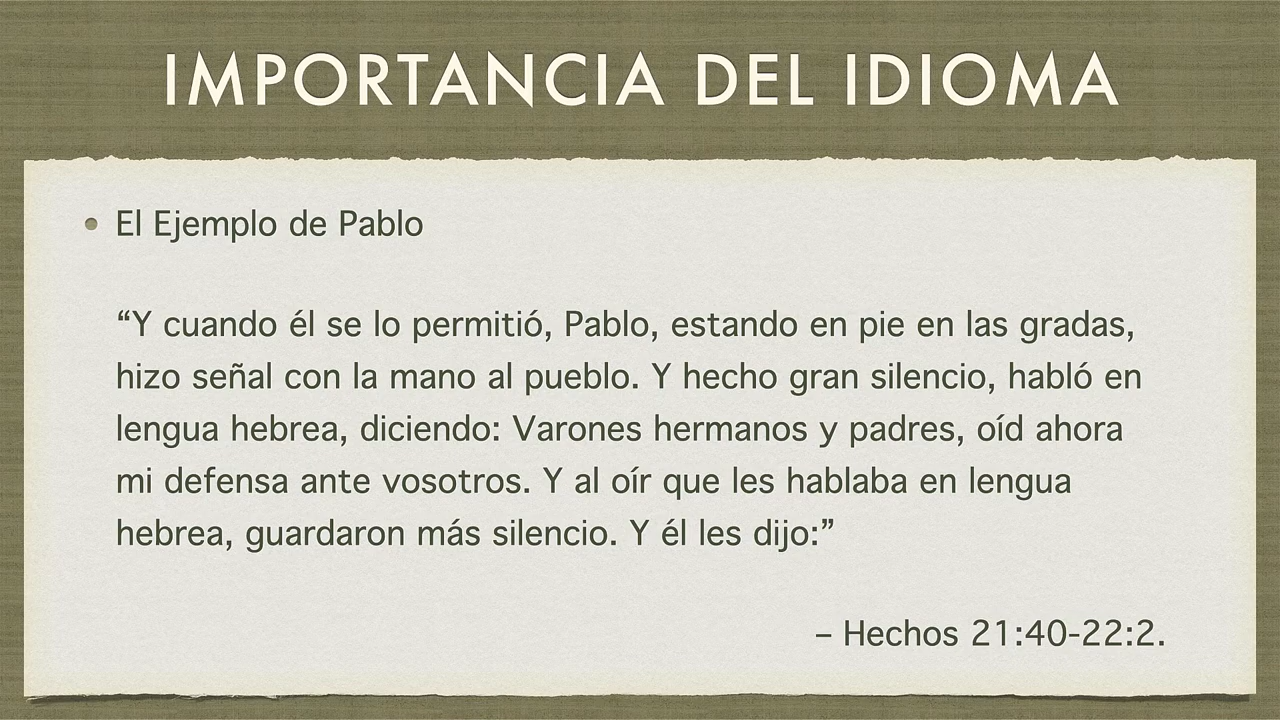 IMPORTANCIA DEL IDIOMA
• El Ejemplo de Pablo
“Y cuando él se lo permitió, Pablo, estando en pie en las gradas,
hizo señal con la mano al pueblo. Y hecho gran silencio, habló en
lengua hebrea, diciendo: Varones hermanos y padres, oíd ahora
mi defensa ante vosotros. Y al oír que les hablaba en lengua
hebrea, guardaron más silencio. Y él les dijo:”
– Hechos 21:40-22:2.